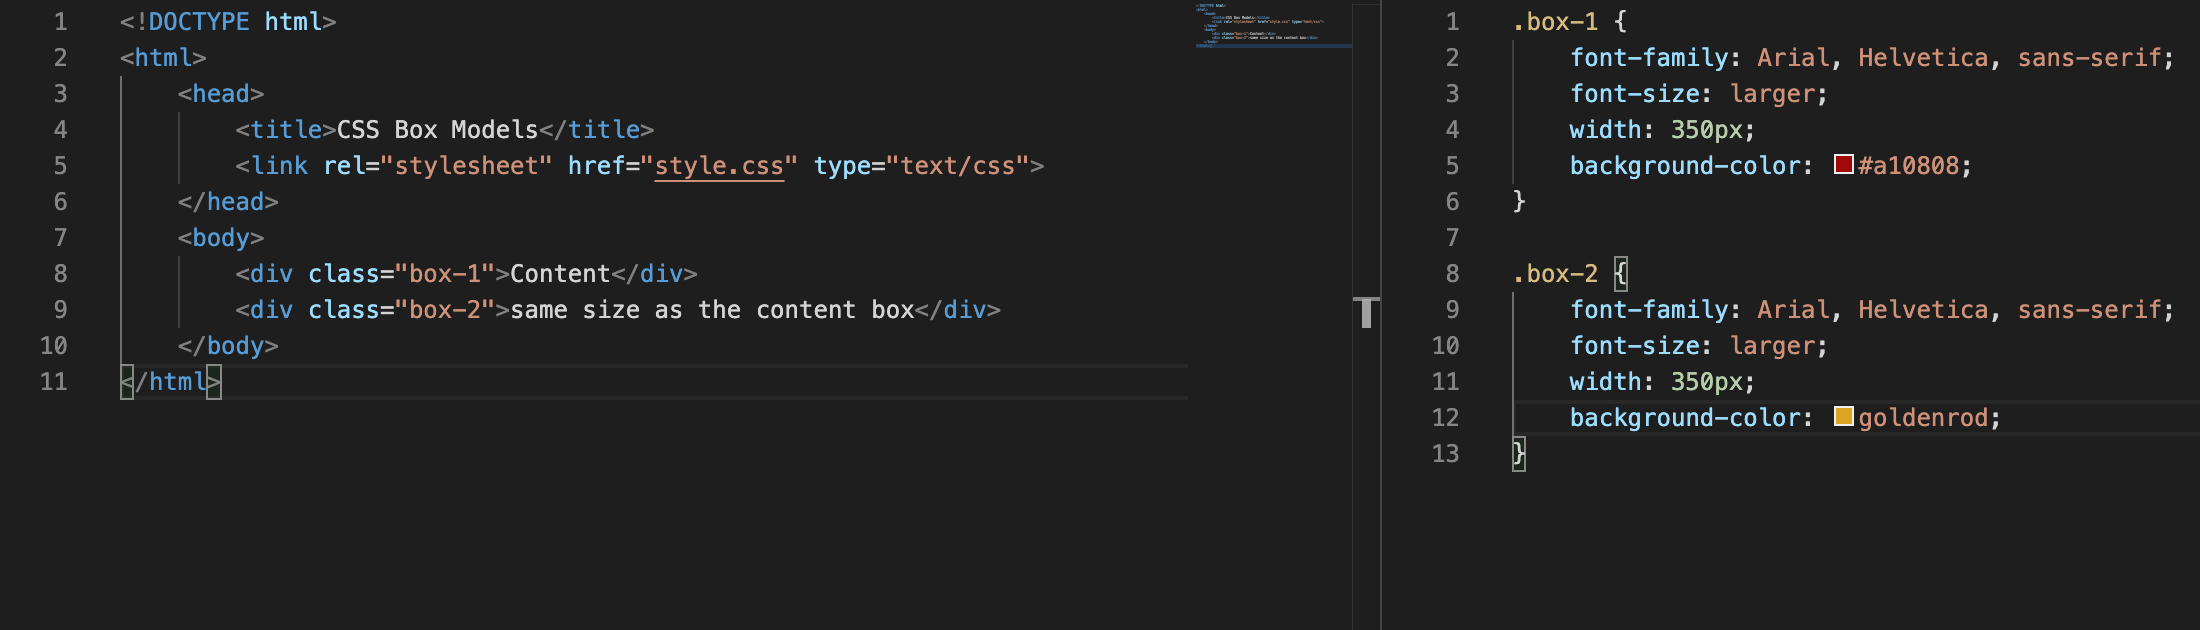 1 <!DOCTYPE html>
2 <html>
3 <head>
4 <title>CSS Box Models</title>
5 <link rel="stylesheet" href="style.css" type="text/css">
6 </head>
7 <body>
8 <div class="box-1">Content</div>
9 <div class="box-2">same size as the content box</div>
10 </body>
11 </html>
1 .box-1 {
2 font-family: Arial, Helvetica, sans-serif;
3 font-size: larger;
4 width: 350px;
5 background-color: #a10808;
6 }
7
8 .box-2 {
9 font-family: Arial, Helvetica, sans-serif;
10 font-size: larger;
11 width: 350px;
12 background-color: goldenrod;
13 }